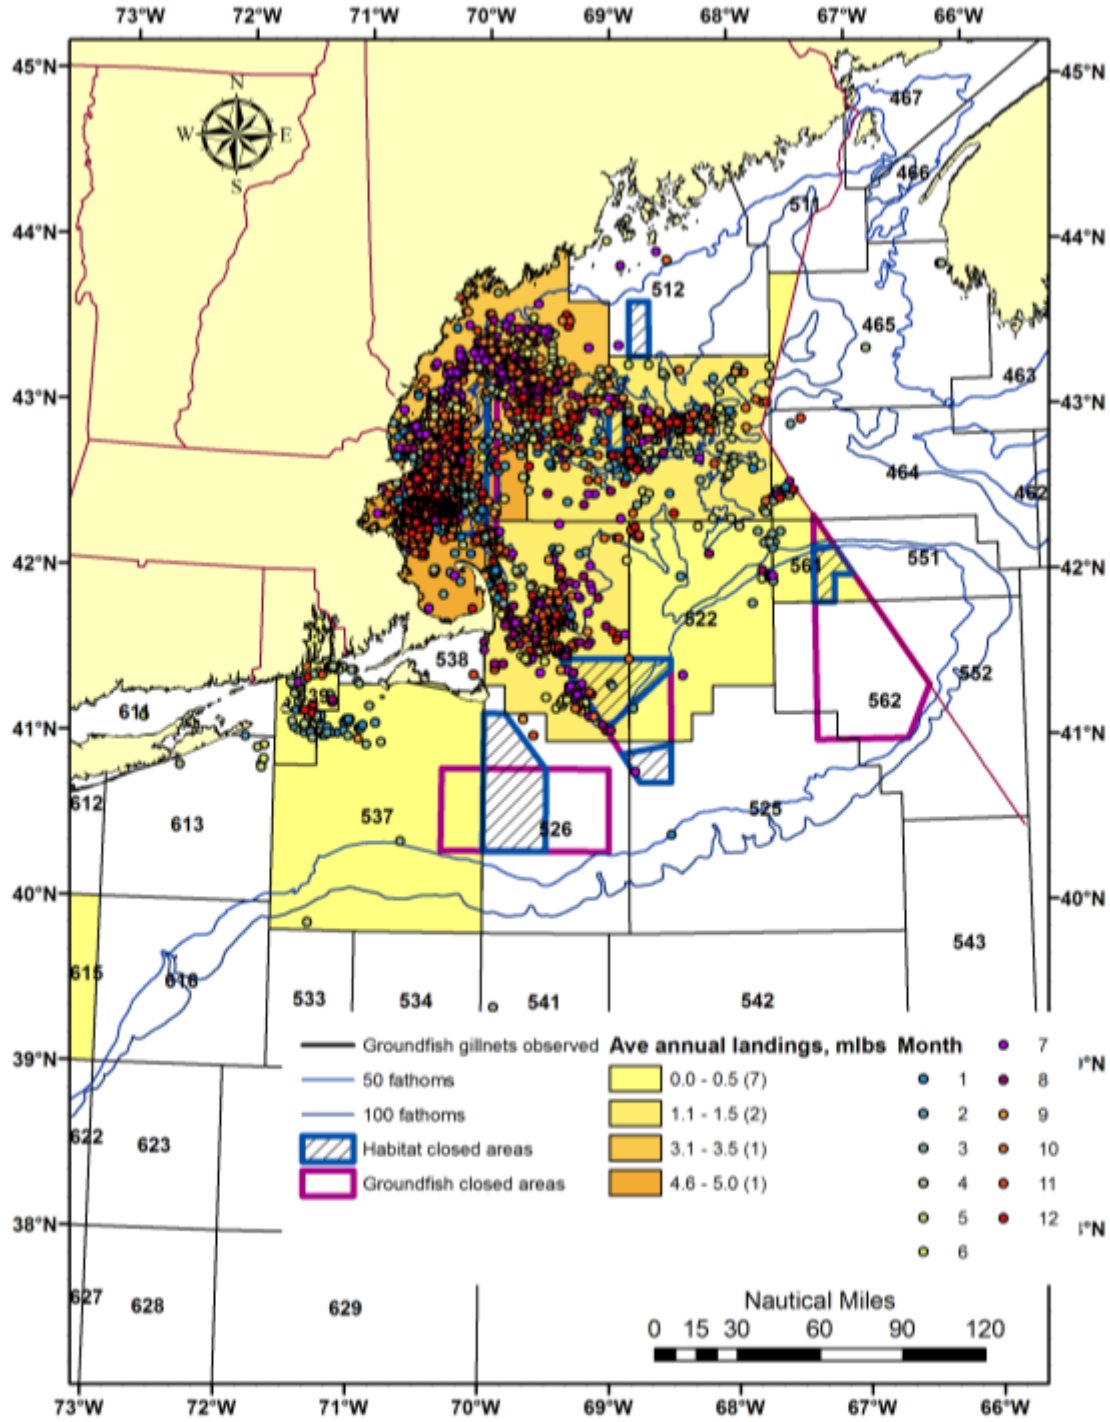 73°W 72°W 71°W 70°W 69°W 68°W 67°W 66°W
45°N 45°N
N
W E
S
467
466
511
44°N 44°N
512
465
463
43°N 43°N
464
462
42°N 42°N
561 551
522
538
552
562
611
41°N 41°N
537
525
526
612
613
40°N 40°N
543
615
616
533 534 541 542
39°N
Groundfish gillnets observed
50 fathoms
100 fathoms
Habitat closed areas
Groundfish closed areas
Ave annual landings, mlbs
0.0 - 0.5 (7)
1.1 - 1.5 (2)
3.1 - 3.5 (1)
4.6 - 5.0 (1)
Month
1
2
3
4
5
6
7
8
9
10
11
12
622
623
38°N
627
628
629
Nautical Miles
0 15 30 60 90 120
73°W 72°W 71°W 70°W 69°W 68°W 67°W 66°W